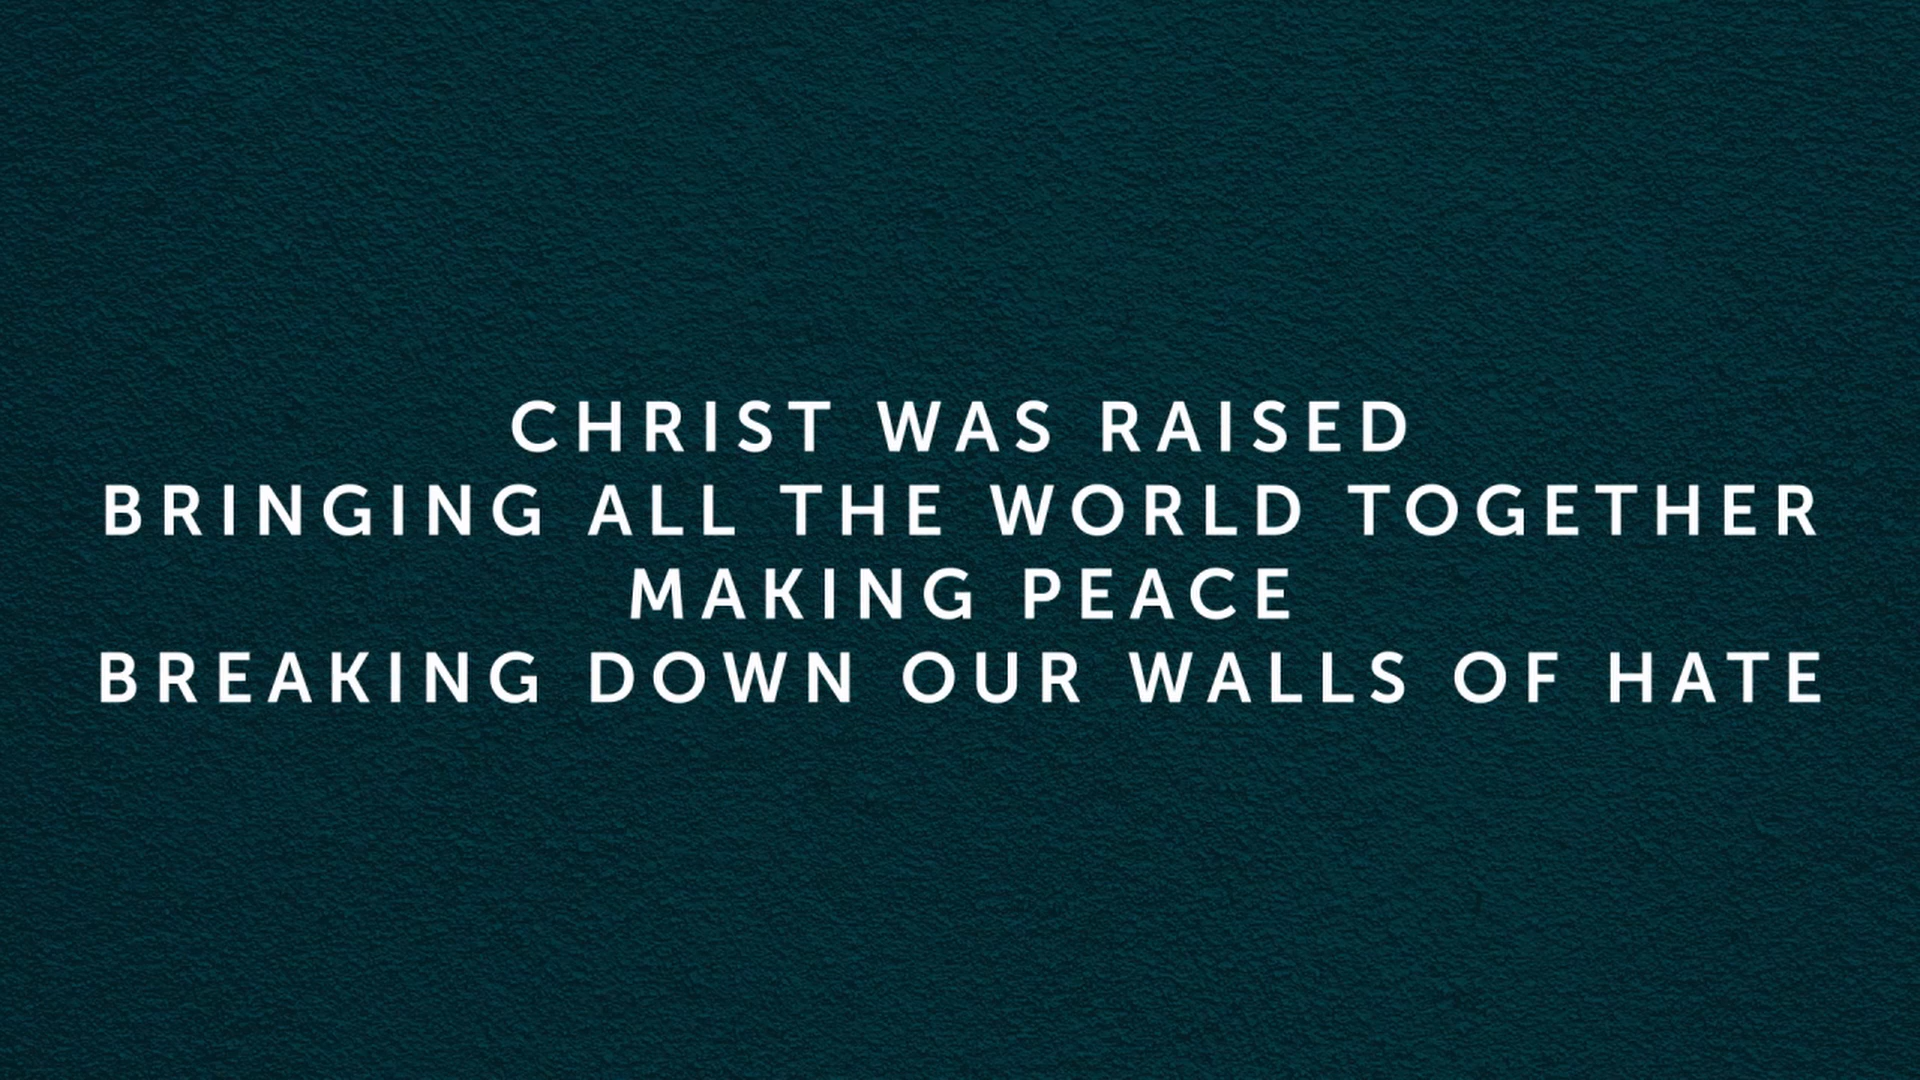 CHRIST WAS RAISED
BRINGING ALL THE WORLD TOGETHER
MAKING PEACE
BREAKING DOWN OUR WALLS OF HATE